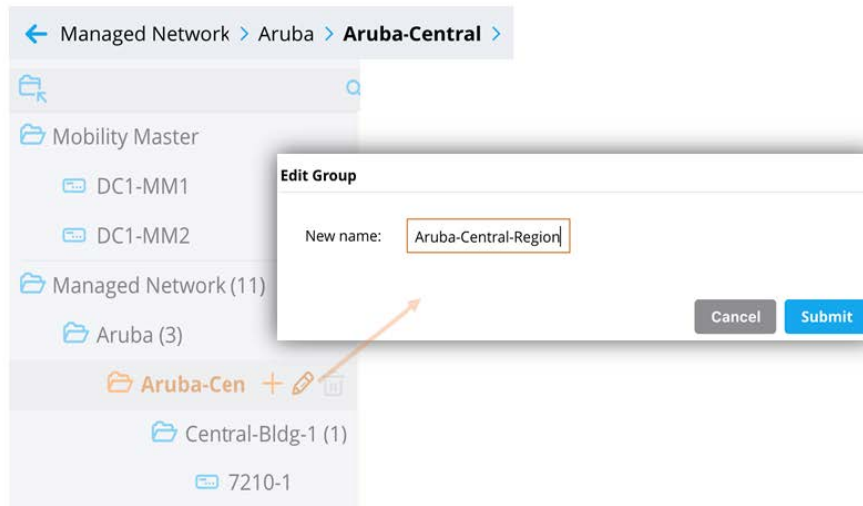 Managed Network > Aruba > Aruba-Central >
Mobility Master
DC1-MM1
DC1-MM2
Managed Network (11)
Aruba (3)
Aruba-Cen
Central-Bldg-1 (1)
7210-1
Edit Group
New name: Aruba-Central-Region
Cancel Submit